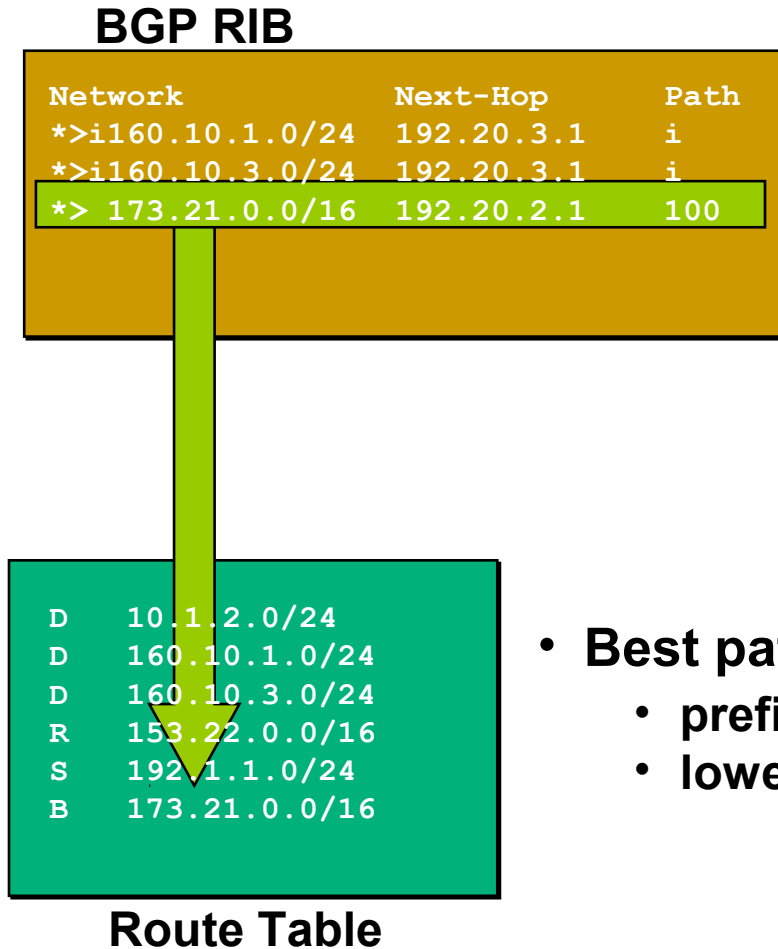 BGP RIB
Network Next-Hop Path
*>i160.10.1.0/24 192.20.3.1 i
*>i160.10.3.0/24 192.20.3.1 i
*> 173.21.0.0/16 192.20.2.1 100
D 10.1.2.0/24
D 160.10.1.0/24
D 160.10.3.0/24
R 153.22.0.0/16
S 192.1.1.0/24
B 173.21.0.0/16
• Best
•
•
Route Table